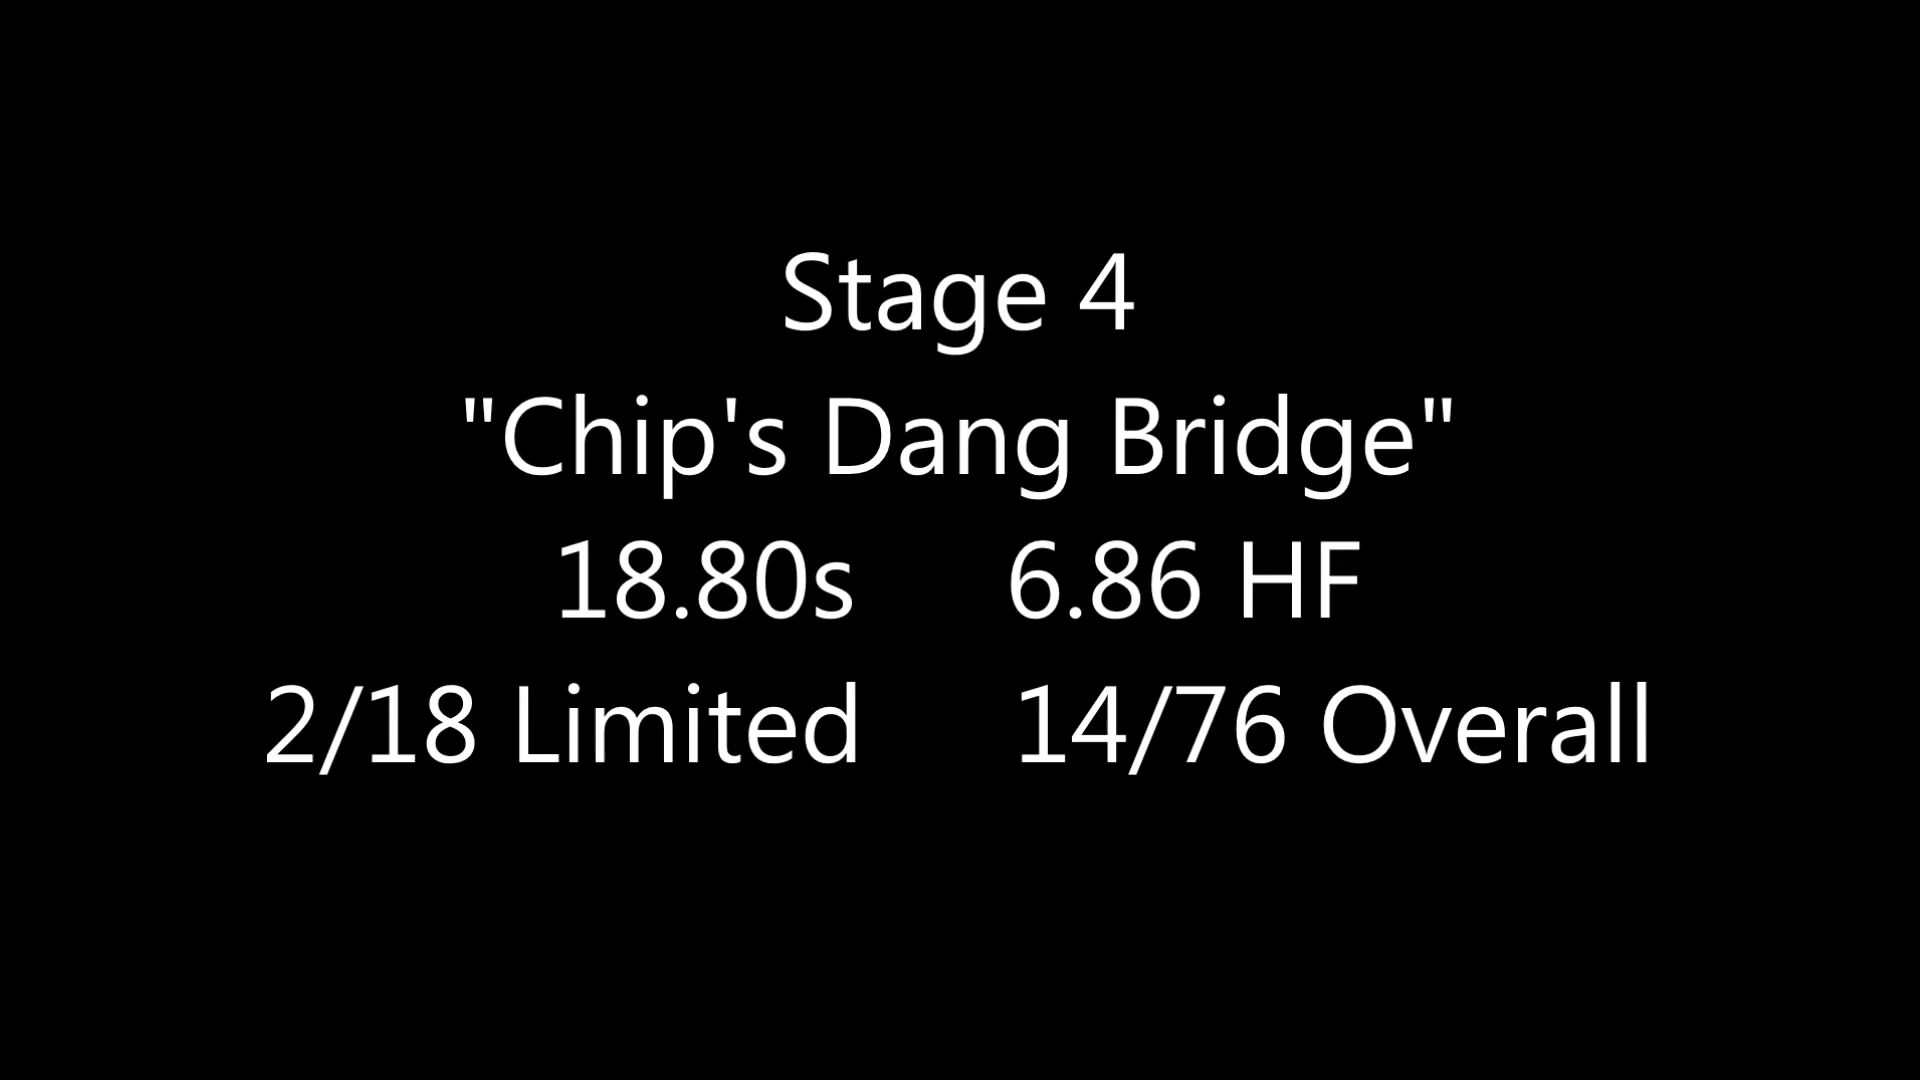 Stage 4
"Chip's Dang Bridge"
18.80s 6.86 HF
2/18 Limited 14/76 Overall